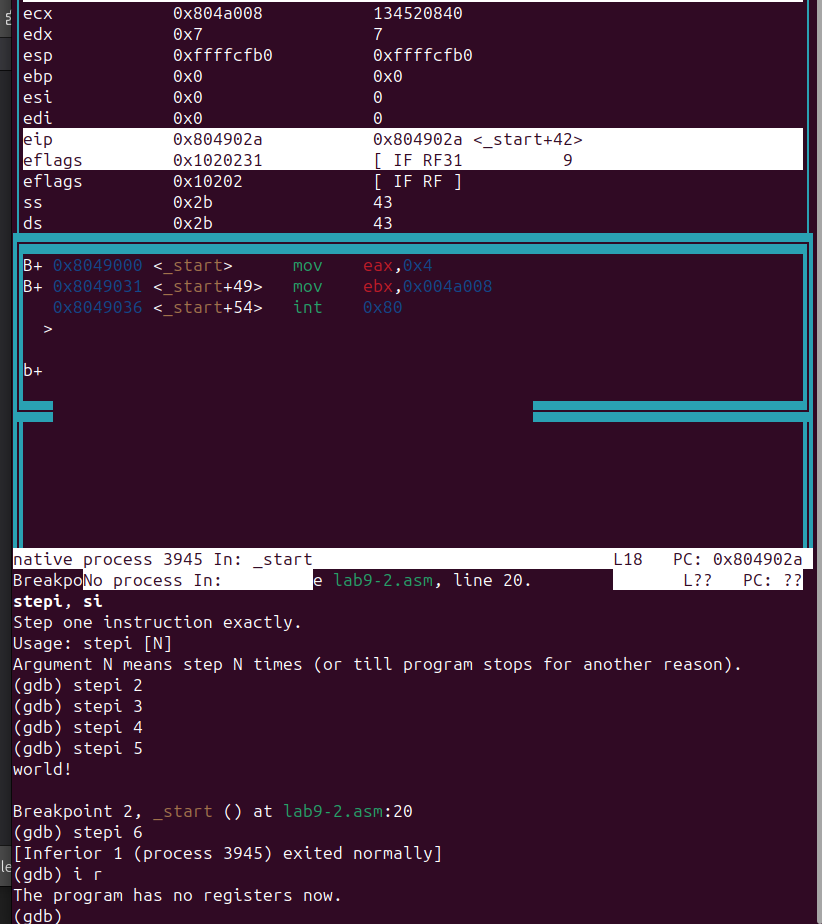 ecx 0x804a008 134520840
edx 0x7 7
esp 0xffffcfb0 0xffffcfb0
ebp 0x0 0x0
esi 0x0 0
edi 0x0 0
eip 0x804902a 0x804902a <_start+42>
eflags 0x1020231 [ IF RF31 9
eflags 0x10202 [ IF RF ]
ss 0x2b 43
ds 0x2b 43
B+ 0x8049000 <_start> mov eax,0x4
B+ 0x8049031 <_start+49> mov ebx,0x004a008
0x8049036 <_start+54> int 0x80
>
b+
native process 3945 In: _start L18 PC: 0x804902a
BreakpoNo process In: e lab9-2.asm, line 20. L?? PC: ??
stepi, si
Step one instruction exactly.
Usage: stepi [N]
Argument N means step N times (or till program stops for another reason).
(gdb) stepi 2
(gdb) stepi 3
(gdb) stepi 4
(gdb) stepi 5
world!
Breakpoint 2, _start () at lab9-2.asm:20
(gdb) stepi 6
[Inferior 1 (process 3945) exited normally]
(gdb) i r
The program has no registers now.
(gdb)